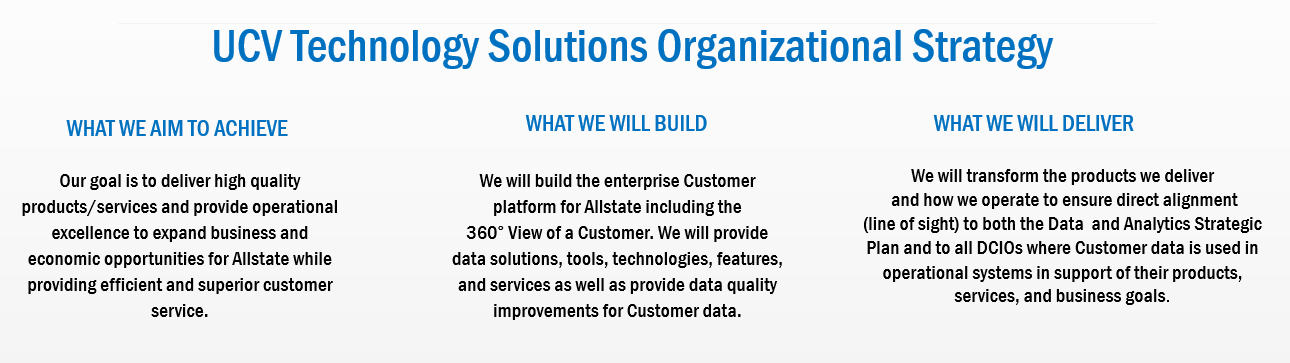 UCV Technology Solutions Organizational Strategy
WHAT WE AIM TO ACHIEVE
Our goal is to deliver high quality
products/services and provide operational
excellence to expand business and
economic opportunities for Allstate while
providing efficient and superior customer
service.
WHAT WE WILL BUILD
We will build the enterprise Customer
platform for Allstate including the
360° View of a Customer. We will provide
data solutions, tools, technologies, features,
and services as well as provide data quality
improvements for Customer data.
WHAT WE WILL DELIVER
We will transform the products we deliver
and how we operate to ensure direct alignment
(line of sight) to both the Data  and Analytics Strategic
Plan and to all DCIOs where Customer data is used in
operational systems in support of their products,
services, and business goals.